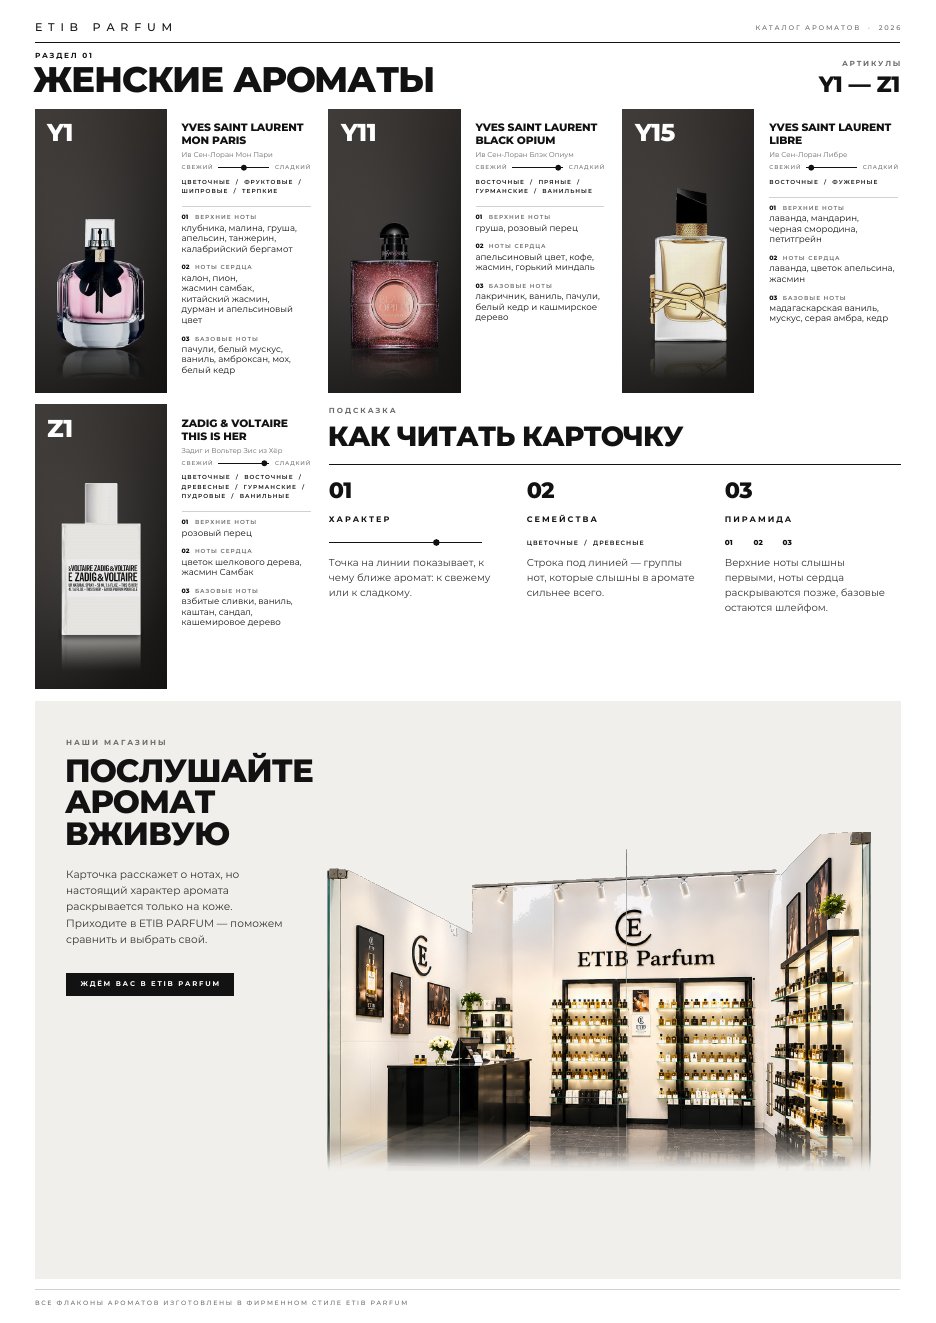 ETIB PARFUM
КАТАЛОГ АРОМАТОВ · 2026
РАЗДЕЛ 01
ЖЕНСКИЕ АРОМАТЫ
АРТИКУЛЫ
Y1 — Z1
Y1
YVES SAINT LAURENT
MON PARIS
Ив Сен-Лоран Мон Пари
СВЕЖИЙ СЛАДКИЙ
ЦВЕТОЧНЫЕ / ФРУКТОВЫЕ /
ШИПРОВЫЕ / ТЕРПКИЕ
01 ВЕРХНИЕ НОТЫ
клубника, малина, груша,
апельсин, танжерин,
калабрийский бергамот
02 НОТЫ СЕРДЦА
калон, пион,
жасмин самбак,
китайский жасмин,
дурман и апельсиновый
цвет
03 БАЗОВЫЕ НОТЫ
пачули, белый мускус,
ваниль, амброксан, мох,
белый кедр
Y11
YVES SAINT LAURENT
BLACK OPIUM
Ив Сен-Лоран Блэк Опиум
СВЕЖИЙ СЛАДКИЙ
ВОСТОЧНЫЕ / ПРЯНЫЕ /
ГУРМАНСКИЕ / ВАНИЛЬНЫЕ
01 ВЕРХНИЕ НОТЫ
груша, розовый перец
02 НОТЫ СЕРДЦА
апельсиновый цвет, кофе,
жасмин, горький миндаль
03 БАЗОВЫЕ НОТЫ
лакричник, ваниль, пачули,
белый кедр и кашмирское
дерево
Y15
YVES SAINT LAURENT
LIBRE
Ив Сен-Лоран Либре
СВЕЖИЙ СЛАДКИЙ
ВОСТОЧНЫЕ / ФУЖЕРНЫЕ
01 ВЕРХНИЕ НОТЫ
лаванда, мандарин,
черная смородина,
петитгрейн
02 НОТЫ СЕРДЦА
лаванда, цветок апельсина,
жасмин
03 БАЗОВЫЕ НОТЫ
мадагаскарская ваниль,
мускус, серая амбра, кедр
Z1
ZADIG & VOLTAIRE
THIS IS HER
Задиг и Вольтер Зис из Хёр
СВЕЖИЙ СЛАДКИЙ
ЦВЕТОЧНЫЕ / ВОСТОЧНЫЕ /
ДРЕВЕСНЫЕ / ГУРМАНСКИЕ /
ПУДРОВЫЕ / ВАНИЛЬНЫЕ
01 ВЕРХНИЕ НОТЫ
розовый перец
02 НОТЫ СЕРДЦА
цветок шелкового дерева,
жасмин Самбак
03 БАЗОВЫЕ НОТЫ
взбитые сливки, ваниль,
каштан, сандал,
кашемировое дерево
VOLTAIRE ZADIG&VOLTAIRE
E ZADIG&VOLTAIRE
ПОДСКАЗКА
КАК ЧИТАТЬ КАРТОЧКУ
01
ХАРАКТЕР
Точка на линии показывает, к
чему ближе аромат: к свежему
или к сладкому.
02
СЕМЕЙСТВА
ЦВЕТОЧНЫЕ / ДРЕВЕСНЫЕ
Строка под линией — группы
нот, которые слышны в аромате
сильнее всего.
03
ПИРАМИДА
01 02 03
Верхние ноты слышны
первыми, ноты сердца
раскрываются позже, базовые
остаются шлейфом.
НАШИ МАГАЗИНЫ
ПОСЛУШАЙТЕ
АРОМАТ
ВЖИВУЮ
Карточка расскажет о нотах, но
настоящий характер аромата
раскрывается только на коже.
Приходите в ETIB PARFUM — поможем
сравнить и выбрать свой.
ЖДЁМ ВАС В ETIB PARFUM
ETIB Parfum
ВСЕ ФЛАКОНЫ АРОМАТОВ ИЗГОТОВЛЕНЫ В ФИРМЕННОМ СТИЛЕ ETIB PARFUM